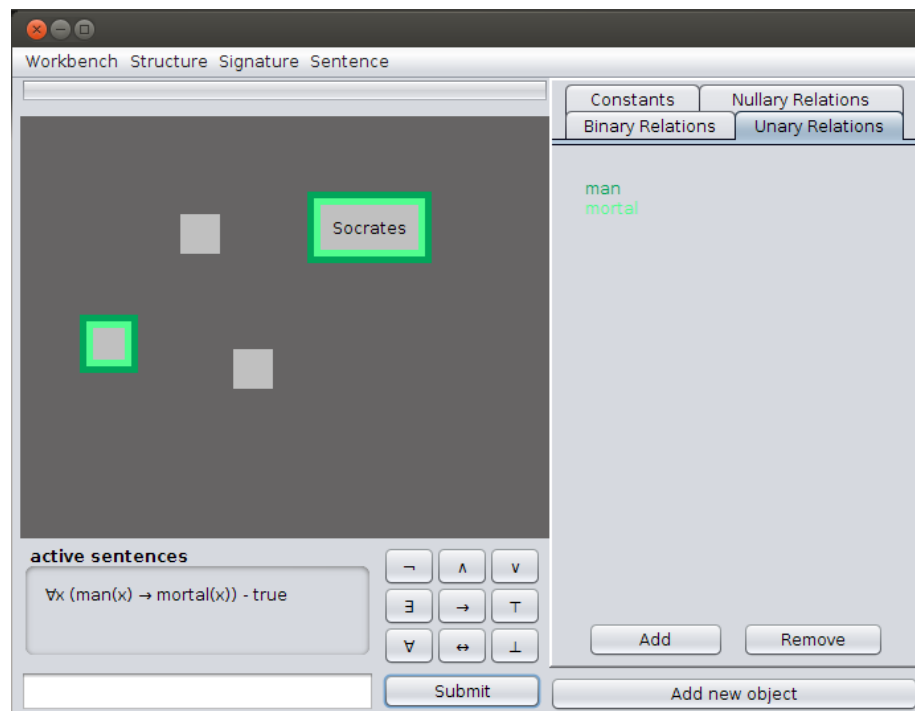 Workbench Structure Signature Sentence
Constants Nullary Relations
Binary Relations Unary Relations
man
mortal
Socrates
active sentences
∀x (man(x) → mortal(x)) - true
¬ ∧ ∨
∃ → ⊤
∀ ↔ ⊥
Add Remove
Submit
Add new object